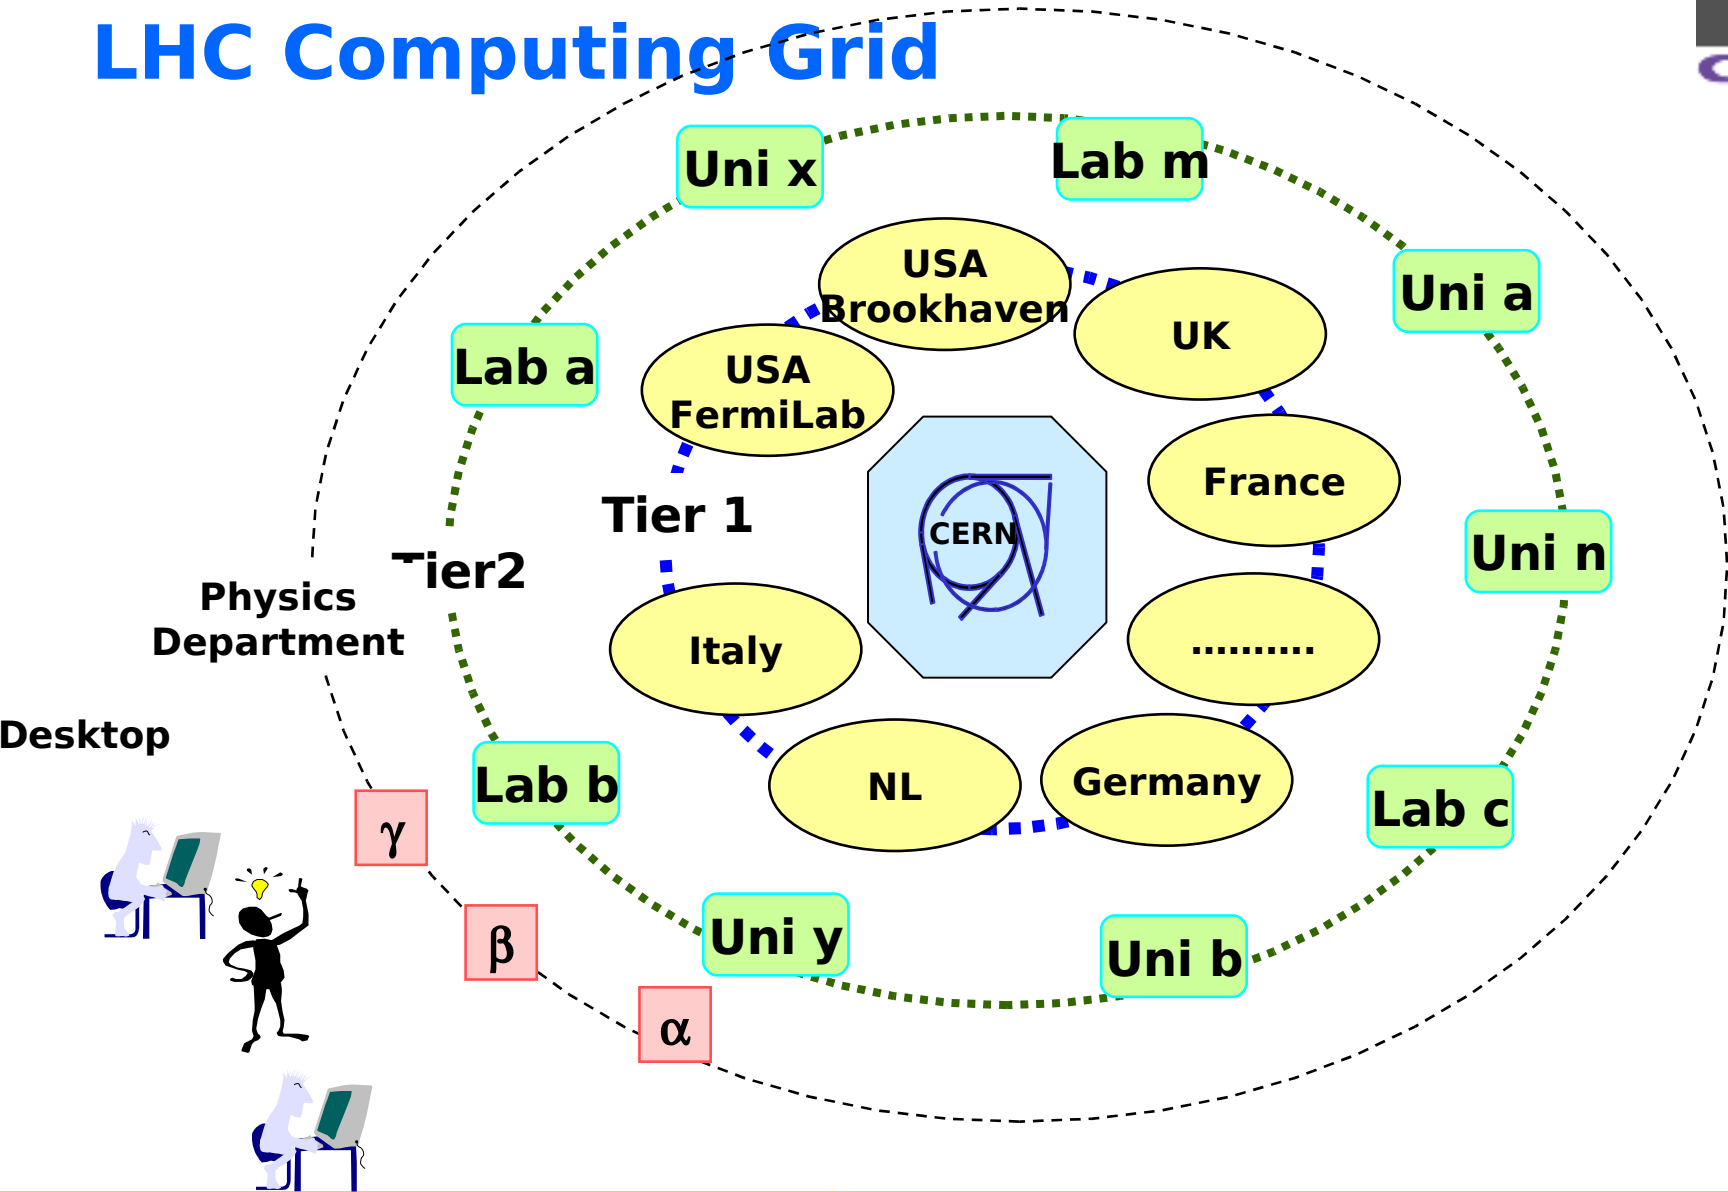 LHC Computing Grid
Uni x
Lab m
USA
Brookhaven
Uni a
UK
Lab a
USA
FermiLab
France
Tier 1
CERN
Uni n
Tier2
Physics
Department
Italy
..........
Desktop
Lab b
NL
Germany
Lab c
γ
Uni y
β
Uni b
α